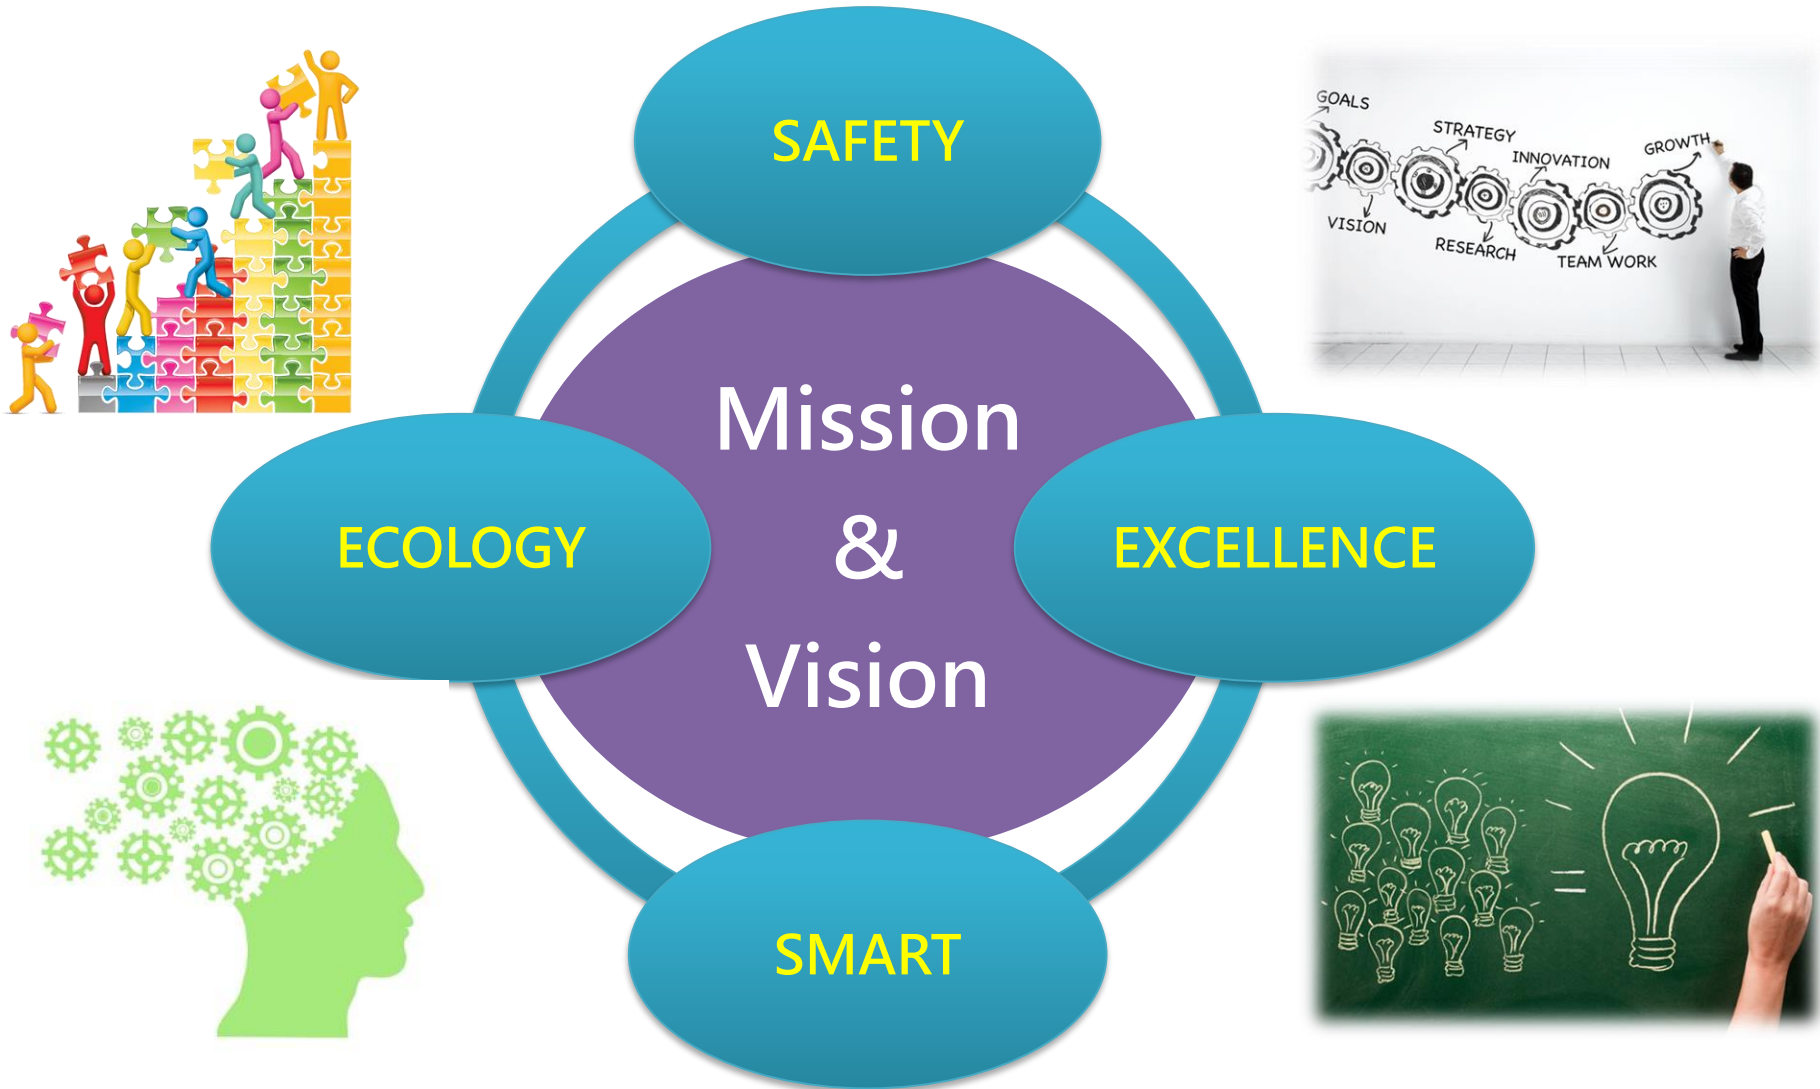 SAFETY
Mission
&
Vision
ECOLOGY
EXCELLENCE
SMART
GOALS
STRATEGY
INNOVATION
GROWTH
VISION
RESEARCH
TEAM WORK